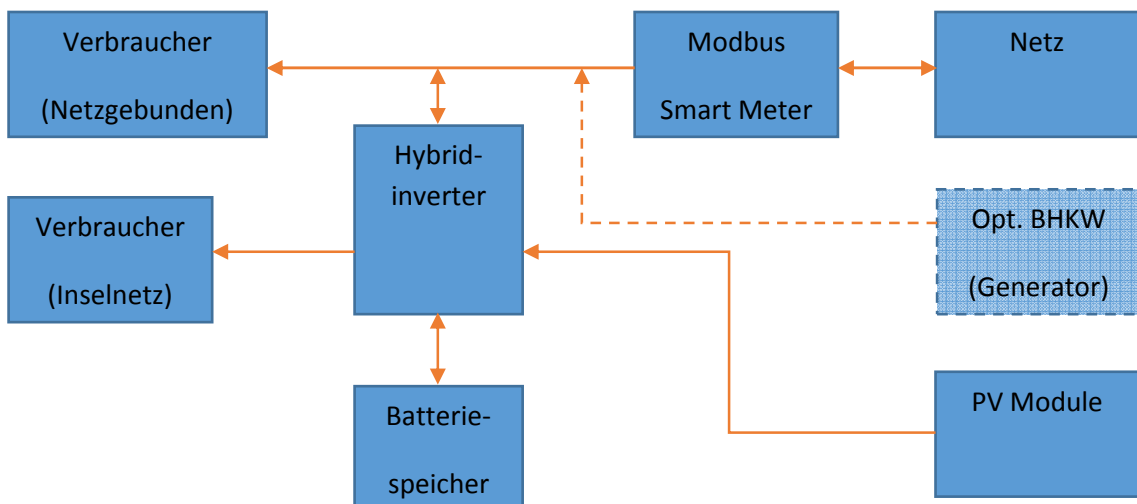 Verbraucher
(Netzgebunden)
Modbus
Smart Meter
Netz
Hybrid-
inverter
Verbraucher
(Inselnetz)
Opt. BHKW
(Generator)
Batterie-
speicher
PV Module